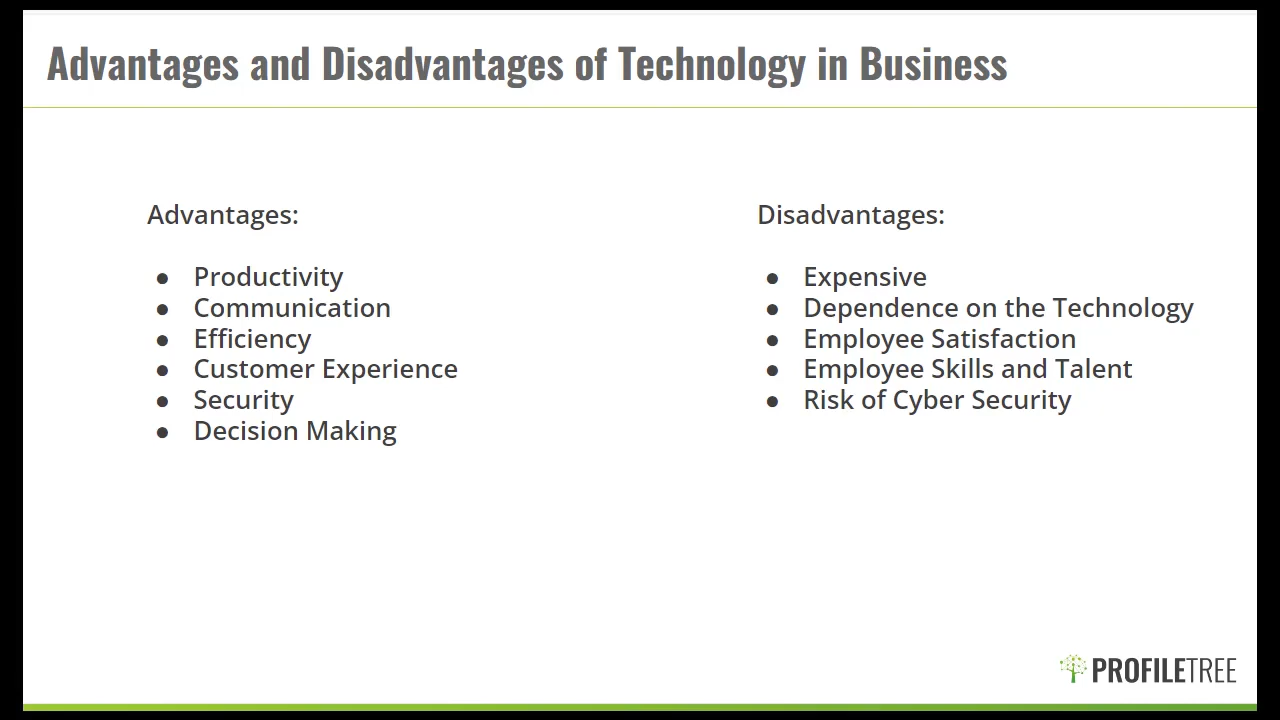 Advantages and Disadvantages of Technology in Business
Advantages:
● Productivity
● Communication
● Efficiency
● Customer Experience
● Security
● Decision Making
Disadvantages:
● Expensive
● Dependence on the Technology
● Employee Satisfaction
● Employee Skills and Talent
● Risk of Cyber Security
PROFILETREE